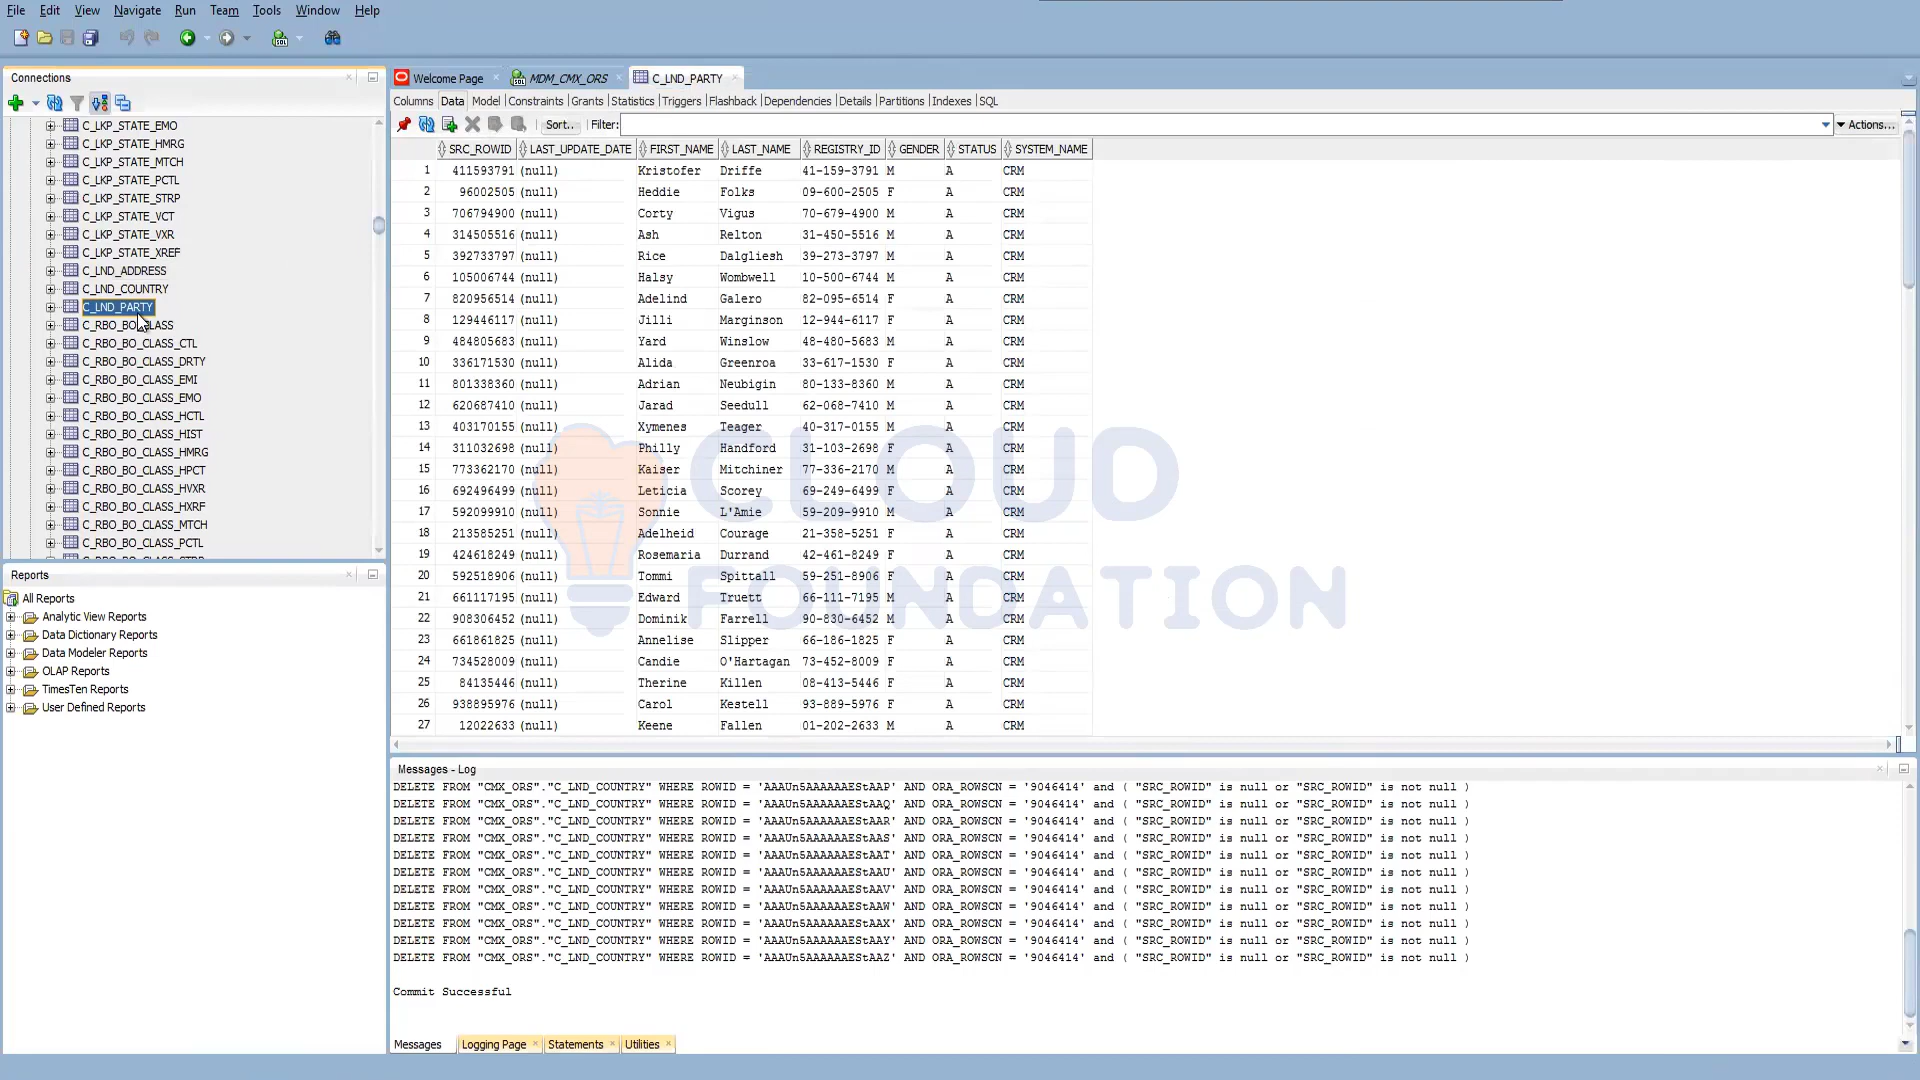 File Edit View Navigate Run Team Tools Window Help
Connections
C_LKP_STATE_EMO
C_LKP_STATE_HMRG
C_LKP_STATE_MTCH
C_LKP_STATE_PCTL
C_LKP_STATE_STRP
C_LKP_STATE_VCT
C_LKP_STATE_VXR
C_LKP_STATE_XREF
C_LND_ADDRESS
C_LND_COUNTRY
C_LND_PARTY
C_RBO_BO_CLASS
C_RBO_BO_CLASS_CTL
C_RBO_BO_CLASS_DRTY
C_RBO_BO_CLASS_EMI
C_RBO_BO_CLASS_EMO
C_RBO_BO_CLASS_HCTL
C_RBO_BO_CLASS_HIST
C_RBO_BO_CLASS_HMRG
C_RBO_BO_CLASS_HPCT
C_RBO_BO_CLASS_HVXR
C_RBO_BO_CLASS_HXRF
C_RBO_BO_CLASS_MTCH
C_RBO_BO_CLASS_PCTL
Reports
All Reports
Analytic View Reports
Data Dictionary Reports
Data Modeler Reports
OLAP Reports
TimesTen Reports
User Defined Reports
Welcome Page MDM_CMX_ORS C_LND_PARTY
Columns Data Model Constraints Grants Statistics Triggers Flashback Dependencies Details Partitions Indexes SQL
Sort.. Filter: Actions...
SRC_ROWID LAST_UPDATE_DATE FIRST_NAME LAST_NAME REGISTRY_ID GENDER STATUS SYSTEM_NAME
1 411593791 (null) Kristofer Driffe 41-159-3791 M A CRM
2 96002505 (null) Heddie Folks 09-600-2505 F A CRM
3 706794900 (null) Corty Vigus 70-679-4900 M A CRM
4 314505516 (null) Ash Relton 31-450-5516 M A CRM
5 392733797 (null) Rice Dalgliesh 39-273-3797 M A CRM
6 105006744 (null) Halsy Wombwell 10-500-6744 M A CRM
7 820956514 (null) Adelind Galero 82-095-6514 F A CRM
8 129446117 (null) Jilli Marginson 12-944-6117 F A CRM
9 484805683 (null) Yard Winslow 48-480-5683 M A CRM
10 336171530 (null) Alida Greenroa 33-617-1530 F A CRM
11 801338360 (null) Adrian Neubigin 80-133-8360 M A CRM
12 620687410 (null) Jarad Seedull 62-068-7410 M A CRM
13 403170155 (null) Xymenes Teager 40-317-0155 M A CRM
14 311032698 (null) Philly Handford 31-103-2698 F A CRM
15 773362170 (null) Kaiser Mitchiner 77-336-2170 M A CRM
16 692496499 (null) Leticia Scorey 69-249-6499 F A CRM
17 592099910 (null) Sonnie L'Amie 59-209-9910 M A CRM
18 213585251 (null) Adelheid Courage 21-358-5251 F A CRM
19 424618249 (null) Rosemaria Durrand 42-461-8249 F A CRM
20 592518906 (null) Tommi Spittall 59-251-8906 F A CRM
21 661117195 (null) Edward Truett 66-111-7195 M A CRM
22 908306452 (null) Dominik Farrell 90-830-6452 M A CRM
23 661861825 (null) Annelise Slipper 66-186-1825 F A CRM
24 734528009 (null) Candie O'Hartagan 73-452-8009 F A CRM
25 84135446 (null) Therine Killen 08-413-5446 F A CRM
26 938895976 (null) Carol Kestell 93-889-5976 F A CRM
27 12022633 (null) Keene Fallen 01-202-2633 M A CRM
CLOUD
FOUNDATION
Messages - Log
DELETE FROM "CMX_ORS"."C_LND_COUNTRY" WHERE ROWID = 'AAAUn5AAAAAAEStAAP' AND ORA_ROWSCN = '9046414' and ( "SRC_ROWID" is null or "SRC_ROWID" is not null )
DELETE FROM "CMX_ORS"."C_LND_COUNTRY" WHERE ROWID = 'AAAUn5AAAAAAEStAAQ' AND ORA_ROWSCN = '9046414' and ( "SRC_ROWID" is null or "SRC_ROWID" is not null )
DELETE FROM "CMX_ORS"."C_LND_COUNTRY" WHERE ROWID = 'AAAUn5AAAAAAEStAAR' AND ORA_ROWSCN = '9046414' and ( "SRC_ROWID" is null or "SRC_ROWID" is not null )
DELETE FROM "CMX_ORS"."C_LND_COUNTRY" WHERE ROWID = 'AAAUn5AAAAAAEStAAS' AND ORA_ROWSCN = '9046414' and ( "SRC_ROWID" is null or "SRC_ROWID" is not null )
DELETE FROM "CMX_ORS"."C_LND_COUNTRY" WHERE ROWID = 'AAAUn5AAAAAAEStAAT' AND ORA_ROWSCN = '9046414' and ( "SRC_ROWID" is null or "SRC_ROWID" is not null )
DELETE FROM "CMX_ORS"."C_LND_COUNTRY" WHERE ROWID = 'AAAUn5AAAAAAEStAAU' AND ORA_ROWSCN = '9046414' and ( "SRC_ROWID" is null or "SRC_ROWID" is not null )
DELETE FROM "CMX_ORS"."C_LND_COUNTRY" WHERE ROWID = 'AAAUn5AAAAAAEStAAV' AND ORA_ROWSCN = '9046414' and ( "SRC_ROWID" is null or "SRC_ROWID" is not null )
DELETE FROM "CMX_ORS"."C_LND_COUNTRY" WHERE ROWID = 'AAAUn5AAAAAAEStAAW' AND ORA_ROWSCN = '9046414' and ( "SRC_ROWID" is null or "SRC_ROWID" is not null )
DELETE FROM "CMX_ORS"."C_LND_COUNTRY" WHERE ROWID = 'AAAUn5AAAAAAEStAAX' AND ORA_ROWSCN = '9046414' and ( "SRC_ROWID" is null or "SRC_ROWID" is not null )
DELETE FROM "CMX_ORS"."C_LND_COUNTRY" WHERE ROWID = 'AAAUn5AAAAAAEStAAY' AND ORA_ROWSCN = '9046414' and ( "SRC_ROWID" is null or "SRC_ROWID" is not null )
DELETE FROM "CMX_ORS"."C_LND_COUNTRY" WHERE ROWID = 'AAAUn5AAAAAAEStAAZ' AND ORA_ROWSCN = '9046414' and ( "SRC_ROWID" is null or "SRC_ROWID" is not null )
Commit Successful
Messages Logging Page Statements Utilities